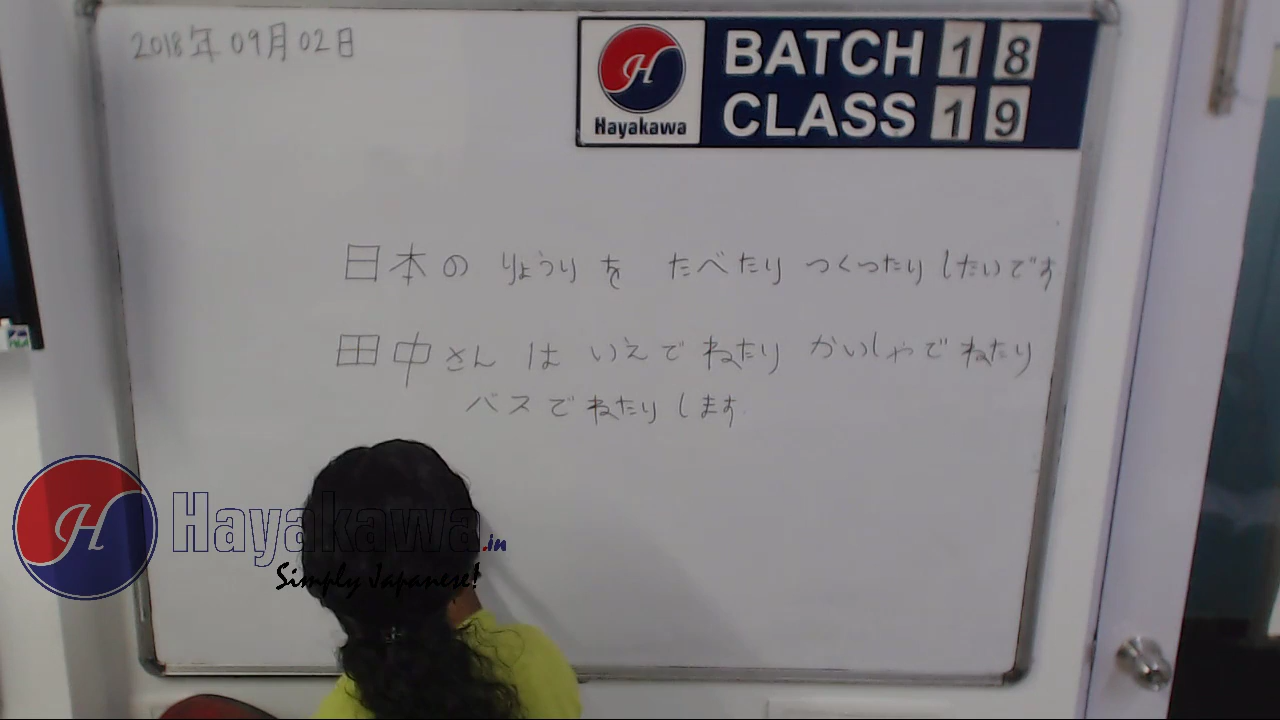 2018年09月02日
BATCH 18
CLASS 19
Hayakawa
日本の りょうり を たべたり つくったり したいです
田中さん は いえで ねたり かいしゃで ねたり
バスで ねたり します
Hayakawa.in
Simply Japanese!